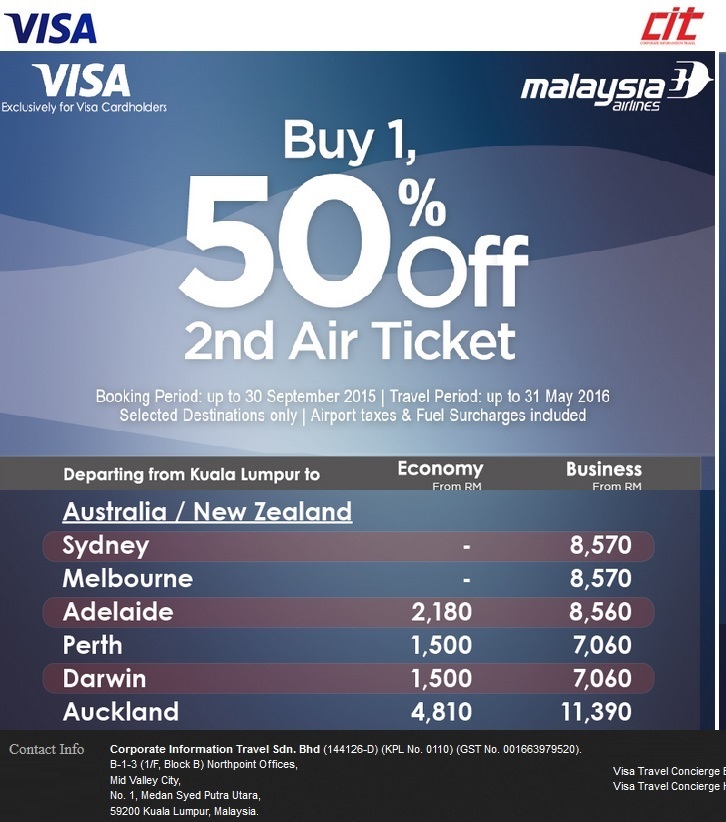 VISA
cit
CORPORATE INFORMATION TRAVEL
VISA
Exclusively for Visa Cardholders
malaysia
airlines
Buy 1,
50% Off
2nd Air Ticket
Booking Period: up to 30 September 2015 | Travel Period: up to 31 May 2016
Selected Destinations only | Airport taxes & Fuel Surcharges included
Departing from Kuala Lumpur to Economy Business
From RM From RM
Australia / New Zealand
Sydney - 8,570
Melbourne - 8,570
Adelaide 2,180 8,560
Perth 1,500 7,060
Darwin 1,500 7,060
Auckland 4,810 11,390
Contact Info Corporate Information Travel Sdn. Bhd (144126-D) (KPL No. 0110) (GST No. 001663979520).
B-1-3 (1/F, Block B) Northpoint Offices,
Mid Valley City,
No. 1, Medan Syed Putra Utara,
59200 Kuala Lumpur, Malaysia.
Visa Travel Concierge E
Visa Travel Concierge H